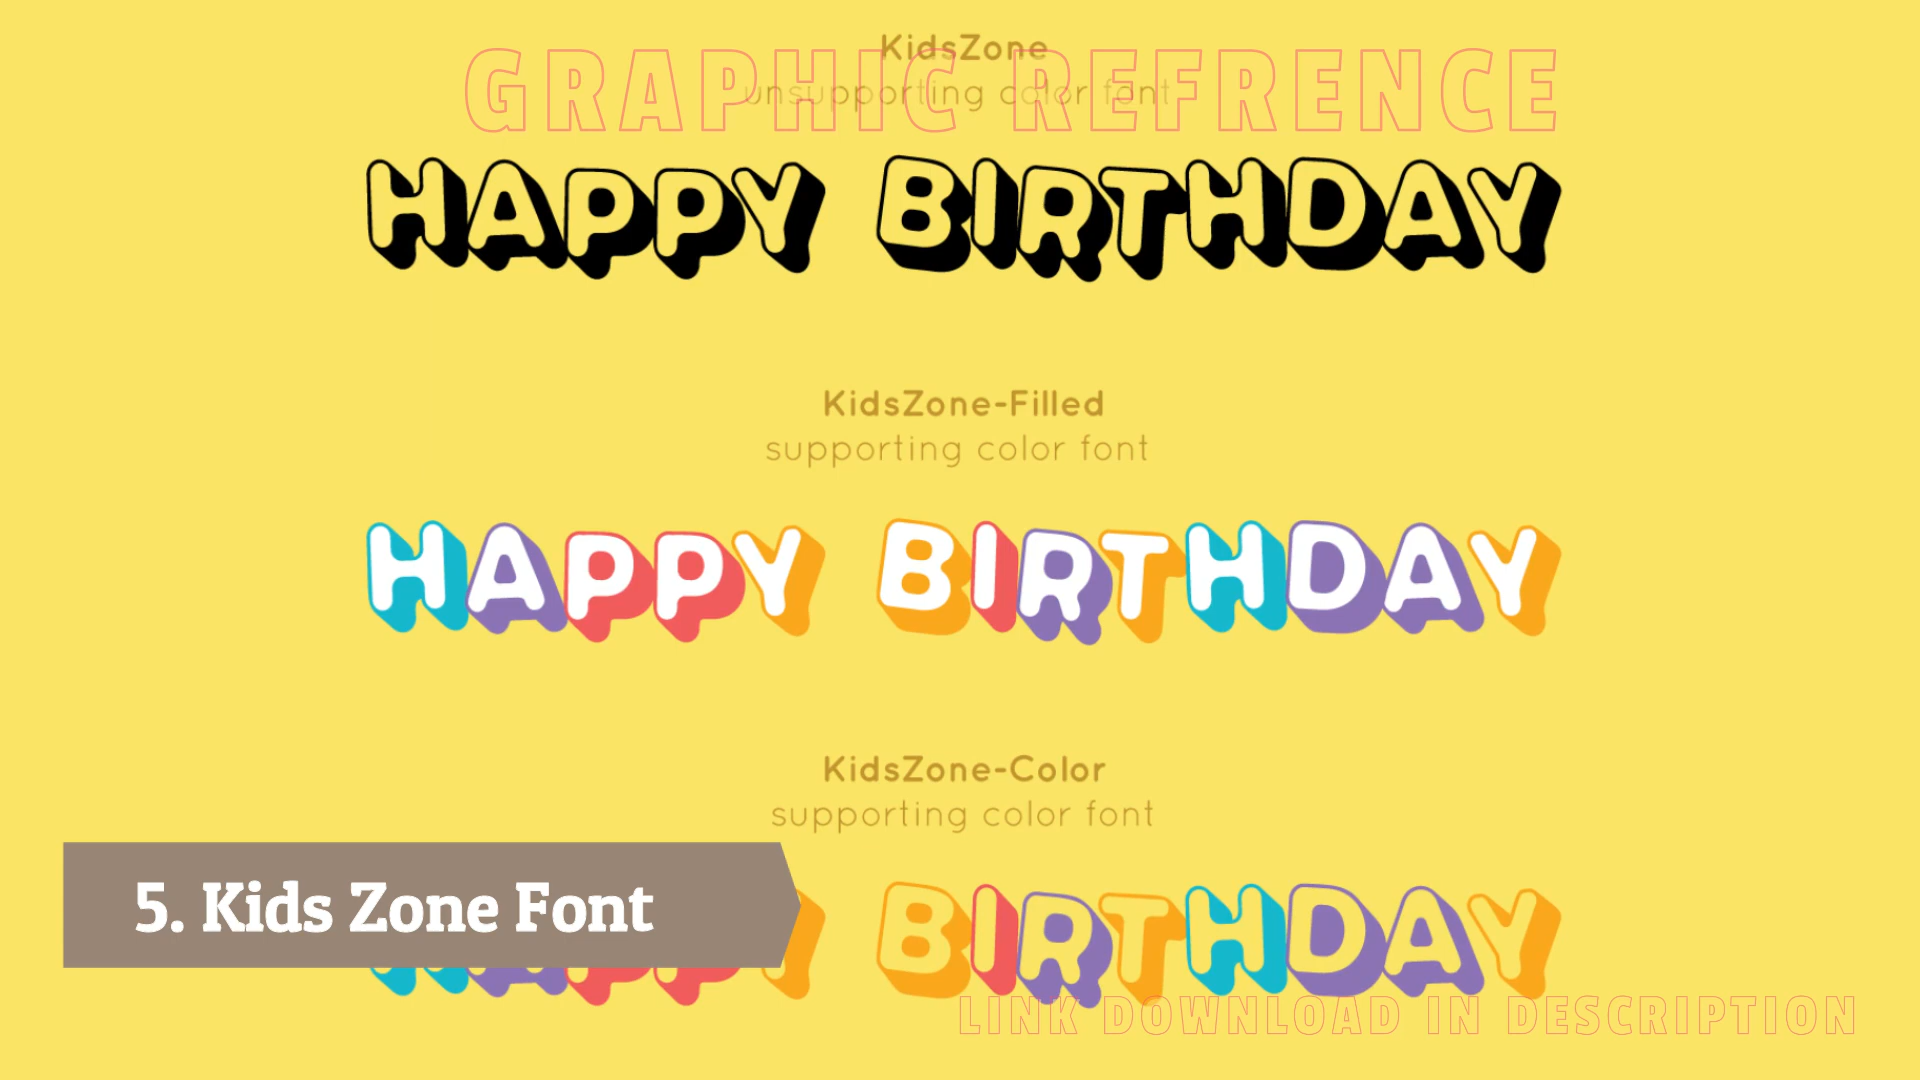 KidsZone
GRAPHIC REFRENCE
unsupporting color font
HAPPY BIRTHDAY
KidsZone-Filled
supporting color font
HAPPY BIRTHDAY
KidsZone-Color
supporting color font
5. Kids Zone Font
HAPPY BIRTHDAY
LINK DOWNLOAD IN DESCRIPTION